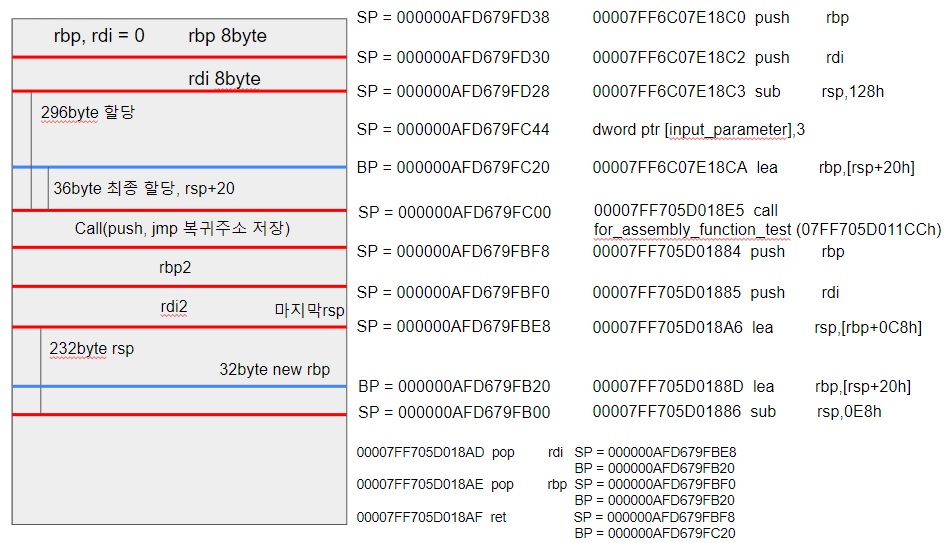 rbp, rdi = 0 rbp 8byte
SP = 000000AFD679FD38 00007FF6C07E18C0 push rbp
SP = 000000AFD679FD30 00007FF6C07E18C2 push rdi
rdi 8byte
SP = 000000AFD679FD28 00007FF6C07E18C3 sub rsp,128h
296byte 할당
SP = 000000AFD679FC44 dword ptr [input_parameter],3
BP = 000000AFD679FC20 00007FF6C07E18CA lea rbp,[rsp+20h]
36byte 최종 할당, rsp+20
SP = 000000AFD679FC00 00007FF705D018E5 call
for_assembly_function_test (07FF705D011CCh)
Call(push, jmp 복귀주소 저장)
SP = 000000AFD679FBF8 00007FF705D01884 push rbp
rbp2
SP = 000000AFD679FBF0 00007FF705D01885 push rdi
rdi2 마지막rsp
SP = 000000AFD679FBE8 00007FF705D018A6 lea rsp,[rbp+0C8h]
232byte rsp
32byte new rbp
BP = 000000AFD679FB20 00007FF705D0188D lea rbp,[rsp+20h]
SP = 000000AFD679FB00 00007FF705D01886 sub rsp,0E8h
00007FF705D018AD pop rdi SP = 000000AFD679FBE8
BP = 000000AFD679FB20
00007FF705D018AE pop rbp SP = 000000AFD679FBF0
BP = 000000AFD679FB20
00007FF705D018AF ret SP = 000000AFD679FBF8
BP = 000000AFD679FC20